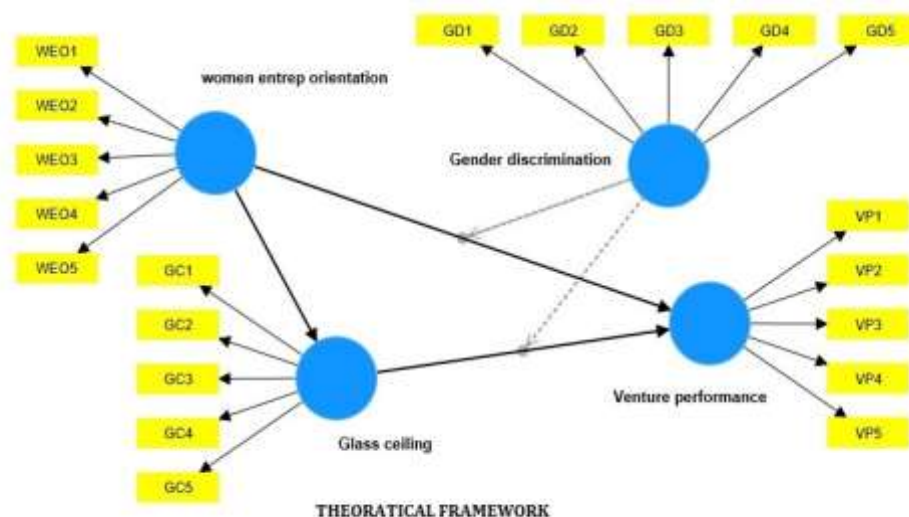 GD1 GD2 GD3 GD4 GD5
WEO1
WEO2
WEO3
WEO4
WEO5
women entrep orientation
Gender discrimination
GC1
GC2
GC3
GC4
GC5
Glass ceiling
VP1
VP2
VP3
VP4
VP5
Venture performance
THEORATICAL FRAMEWORK